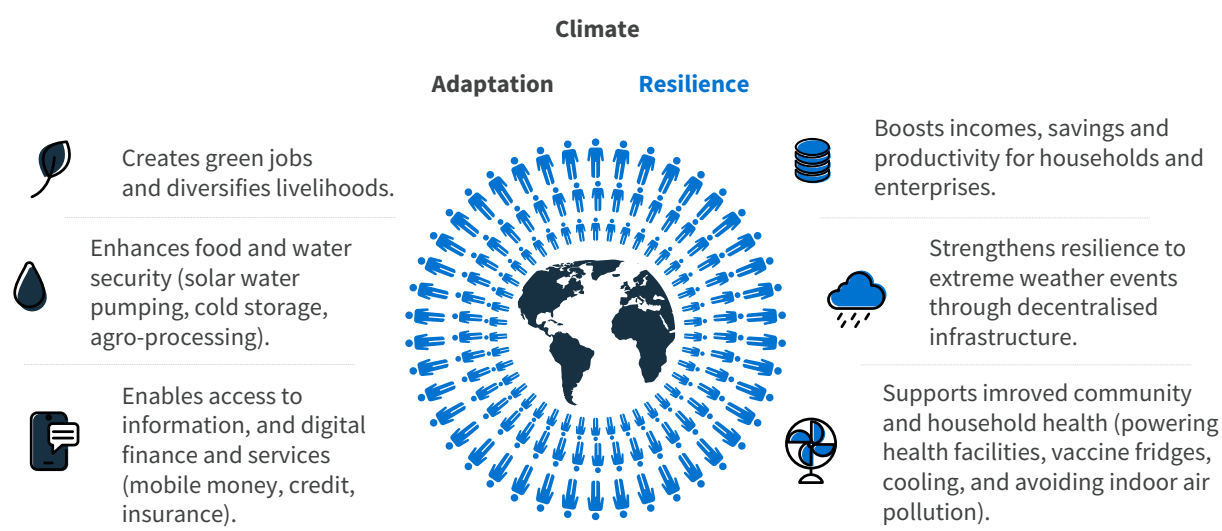 Climate
Adaptation
Resilience
Creates green jobs
and diversifies livelihoods.
Enhances food and water
security (solar water
pumping, cold storage,
agro-processing).
Enables access to
information, and digital
finance and services
(mobile money, credit,
insurance).
Boosts incomes, savings and
productivity for households and
enterprises.
Strengthens resilience to
extreme weather events
through decentralised
infrastructure.
Supports imroved community
and household health (powering
health facilities, vaccine fridges,
cooling, and avoiding indoor air
pollution).